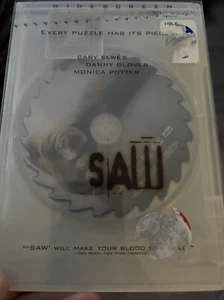 WIDESCREEN
EVERY PUZZLE HAS ITS PIECES.
CARY ELWES
DANNY GLOVER
MONICA POTTER
SAW
"'SAW' WILL MAKE YOUR BLOOD